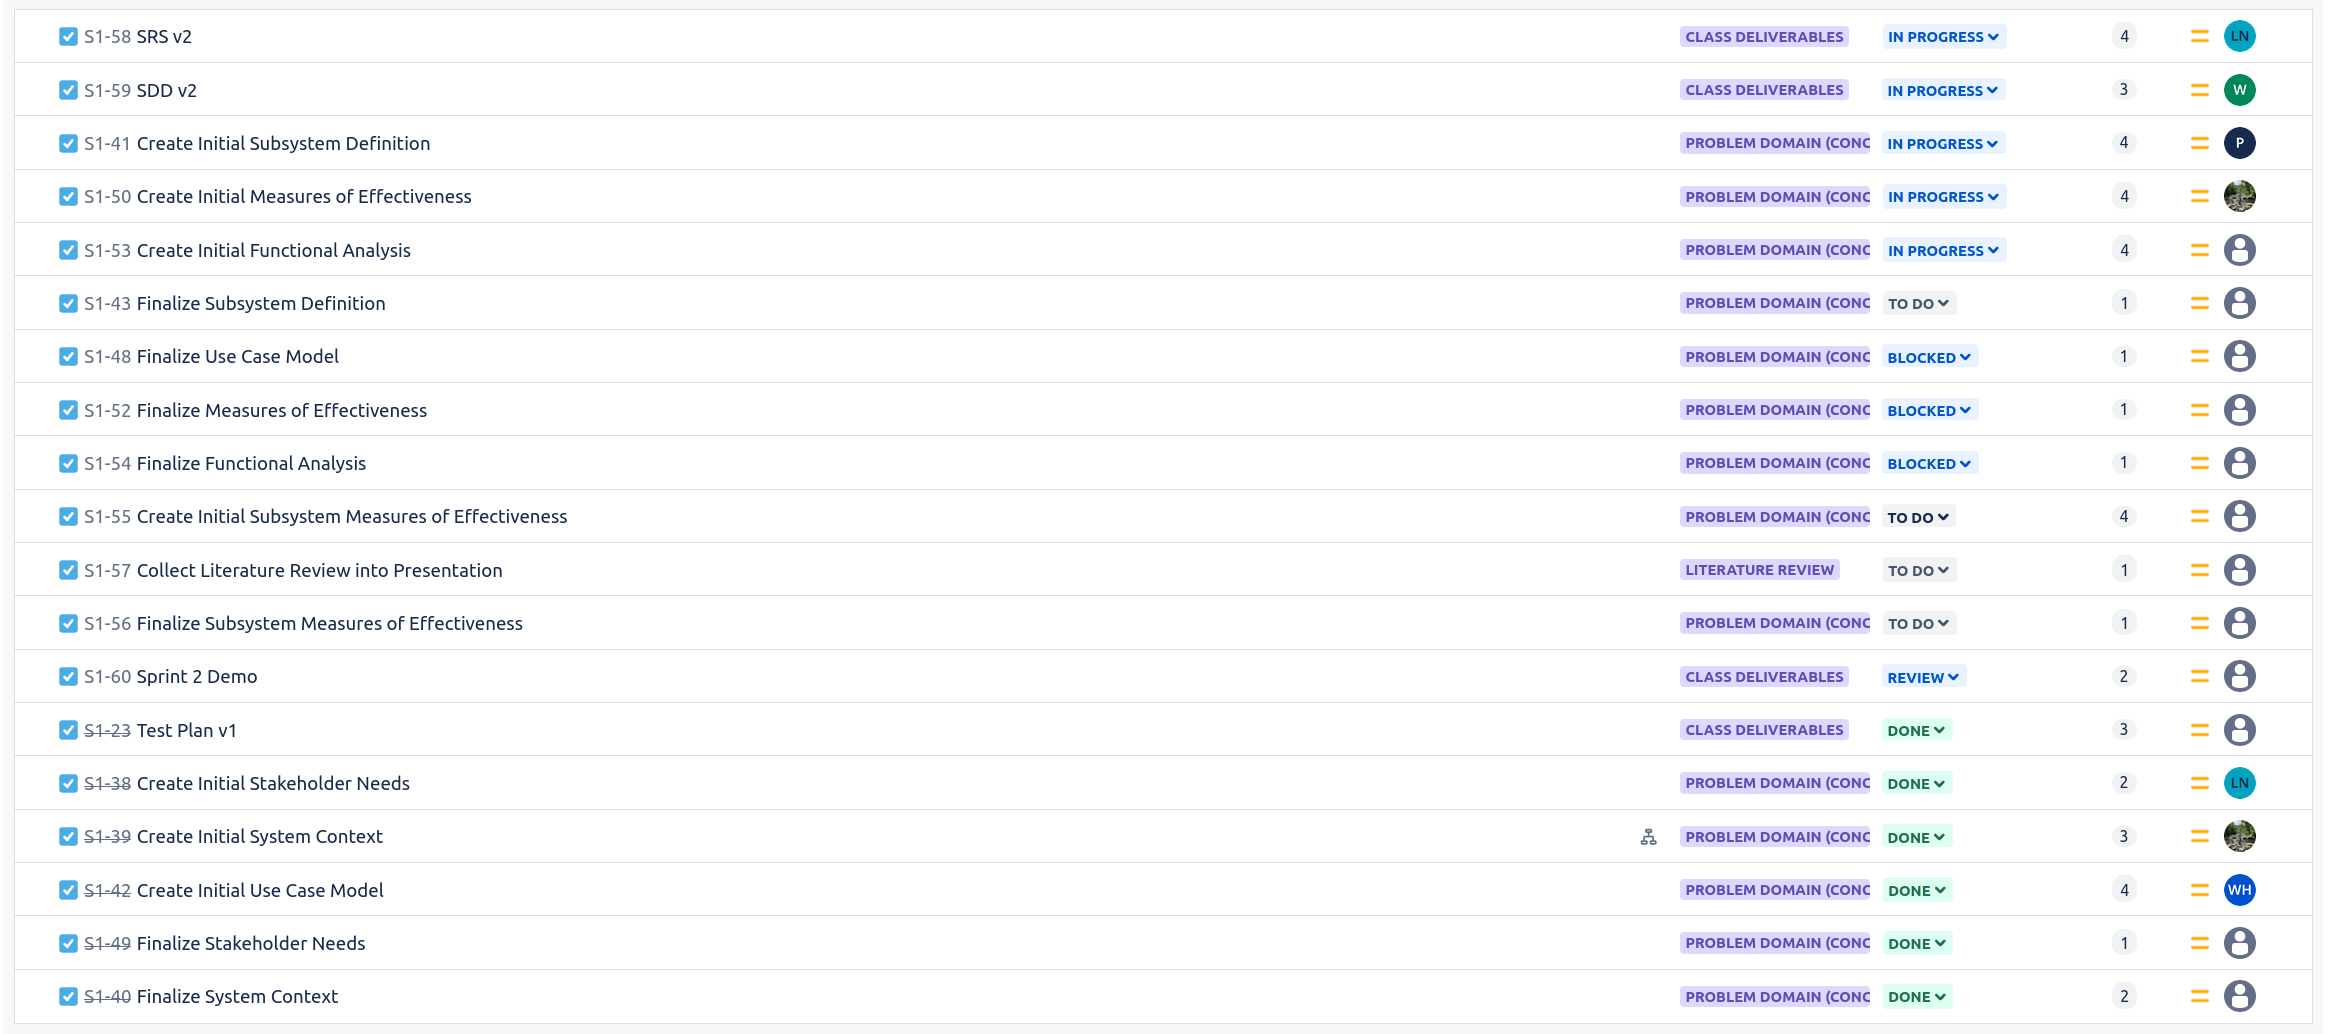 S1-58 SRS v2 CLASS DELIVERABLES IN PROGRESS 4 LN
S1-59 SDD v2 CLASS DELIVERABLES IN PROGRESS 3 W
S1-41 Create Initial Subsystem Definition PROBLEM DOMAIN (CONC IN PROGRESS 4 P
S1-50 Create Initial Measures of Effectiveness PROBLEM DOMAIN (CONC IN PROGRESS 4
S1-53 Create Initial Functional Analysis PROBLEM DOMAIN (CONC IN PROGRESS 4
S1-43 Finalize Subsystem Definition PROBLEM DOMAIN (CONC TO DO 1
S1-48 Finalize Use Case Model PROBLEM DOMAIN (CONC BLOCKED 1
S1-52 Finalize Measures of Effectiveness PROBLEM DOMAIN (CONC BLOCKED 1
S1-54 Finalize Functional Analysis PROBLEM DOMAIN (CONC BLOCKED 1
S1-55 Create Initial Subsystem Measures of Effectiveness PROBLEM DOMAIN (CONC TO DO 4
S1-57 Collect Literature Review into Presentation LITERATURE REVIEW TO DO 1
S1-56 Finalize Subsystem Measures of Effectiveness PROBLEM DOMAIN (CONC TO DO 1
S1-60 Sprint 2 Demo CLASS DELIVERABLES REVIEW 2
S1-23 Test Plan v1 CLASS DELIVERABLES DONE 3
S1-38 Create Initial Stakeholder Needs PROBLEM DOMAIN (CONC DONE 2 LN
S1-39 Create Initial System Context PROBLEM DOMAIN (CONC DONE 3
S1-42 Create Initial Use Case Model PROBLEM DOMAIN (CONC DONE 4 WH
S1-49 Finalize Stakeholder Needs PROBLEM DOMAIN (CONC DONE 1
S1-40 Finalize System Context PROBLEM DOMAIN (CONC DONE 2